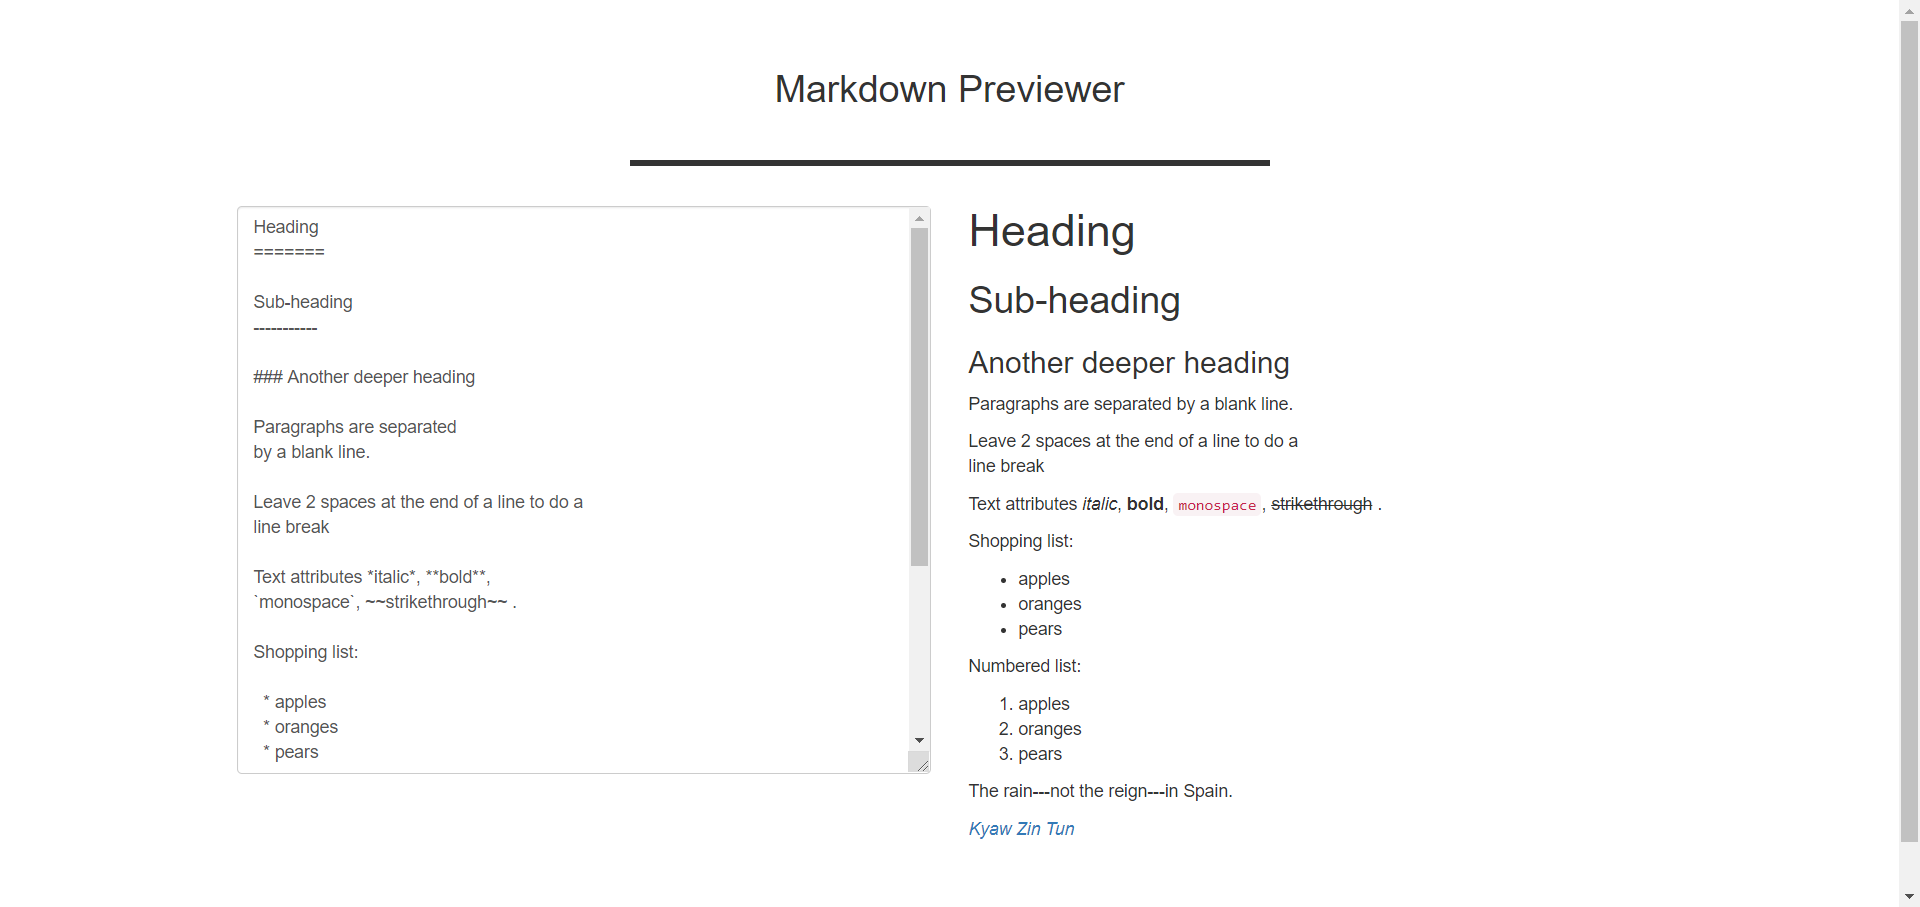 Markdown Previewer
Heading
=======
Sub-heading
-----------
### Another deeper heading
Paragraphs are separated
by a blank line.
Leave 2 spaces at the end of a line to do a
line break
Text attributes *italic*, **bold**,
`monospace`, ~~strikethrough~~ .
Shopping list:
* apples
* oranges
* pears
Heading
Sub-heading
Another deeper heading
Paragraphs are separated by a blank line.
Leave 2 spaces at the end of a line to do a
line break
Text attributes italic, bold, monospace, strikethrough .
Shopping list:
• apples
• oranges
• pears
Numbered list:
1. apples
2. oranges
3. pears
The rain---not the reign---in Spain.
Kyaw Zin Tun